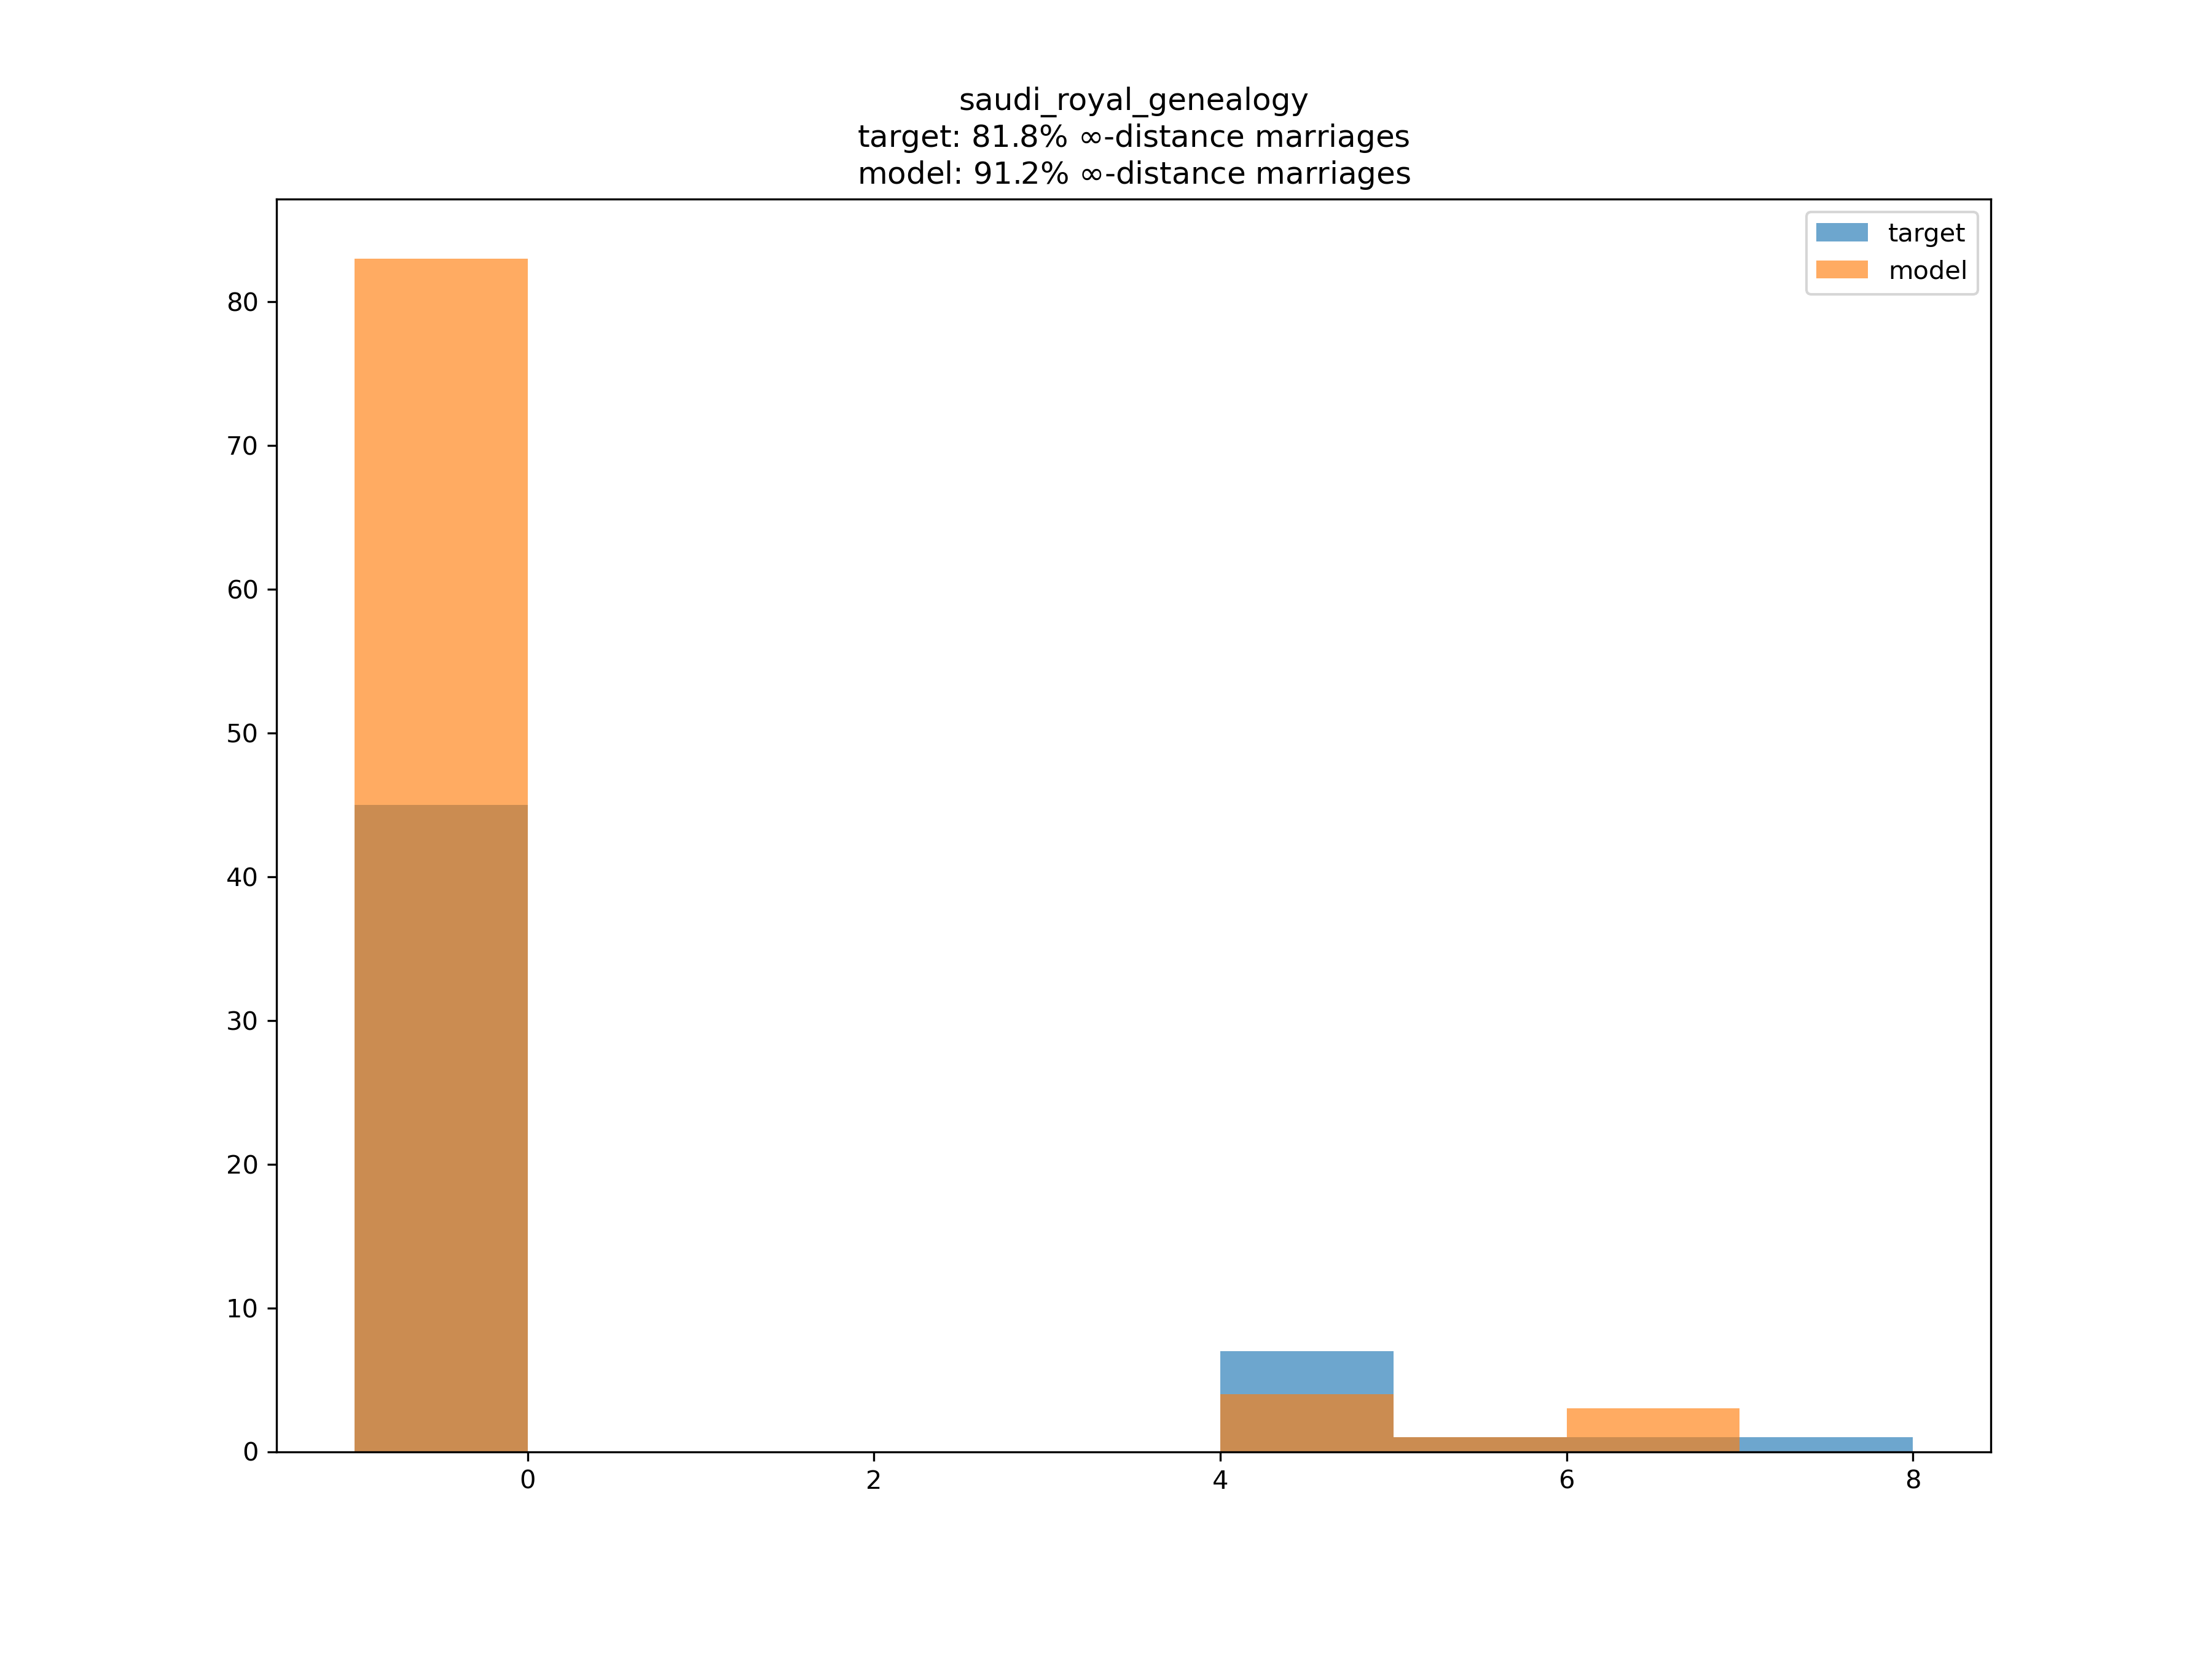 saudi_royal_genealogy
target: 81.8% ∞-distance marriages
model: 91.2% ∞-distance marriages
target
model
80
70
60
50
40
30
20
10
0
0 2 4 6 8